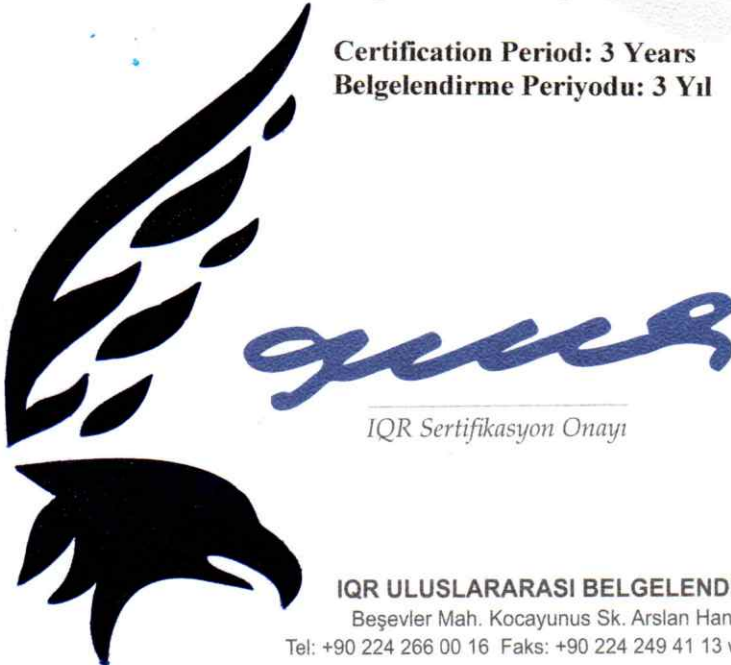 Certification Period: 3 Years
Belgelendirme Periyodu: 3 Yıl
IQR Sertifikasyon Onayı
IQR ULUSLARARASI BELGELEND
Beşevler Mah. Kocayunus Sk. Arslan Han
Tel: +90 224 266 00 16 Faks: +90 224 249 41 13